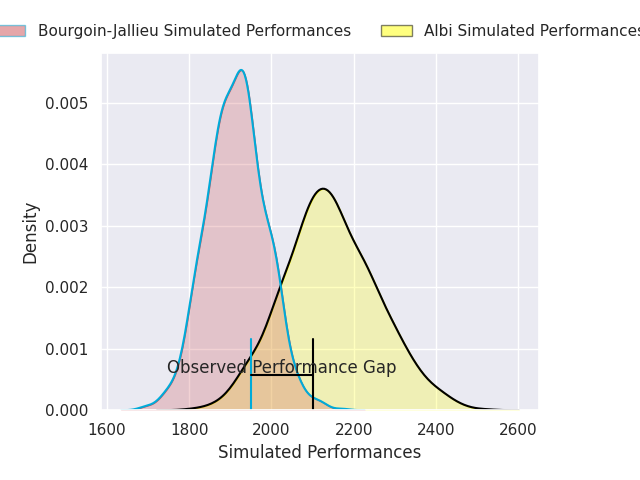 Bourgoin-Jallieu Simulated Performances Albi Simulated Performances
0.005
0.004
0.003
0.002
0.001
0.000
Density
Observed Performance Gap
1600 1800 2000 2200 2400 2600
Simulated Performances